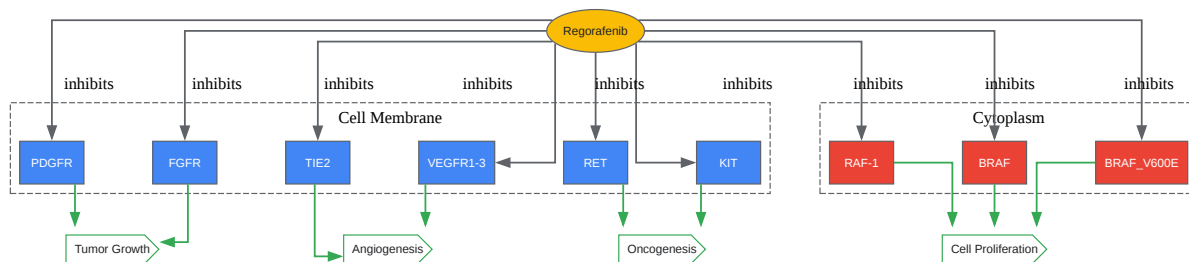 Regorafenib
inhibits
inhibits
inhibits
inhibits
inhibits
inhibits
inhibits
inhibits
inhibits
Cell Membrane
Cytoplasm
PDGFR
FGFR
TIE2
VEGFR1-3
RET
KIT
RAF-1
BRAF
BRAF_V600E
Tumor Growth
Angiogenesis
Oncogenesis
Cell Proliferation